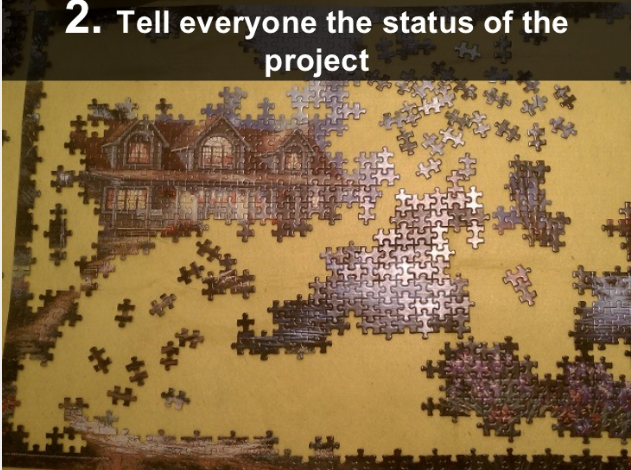 2. Tell everyone the status of the
project